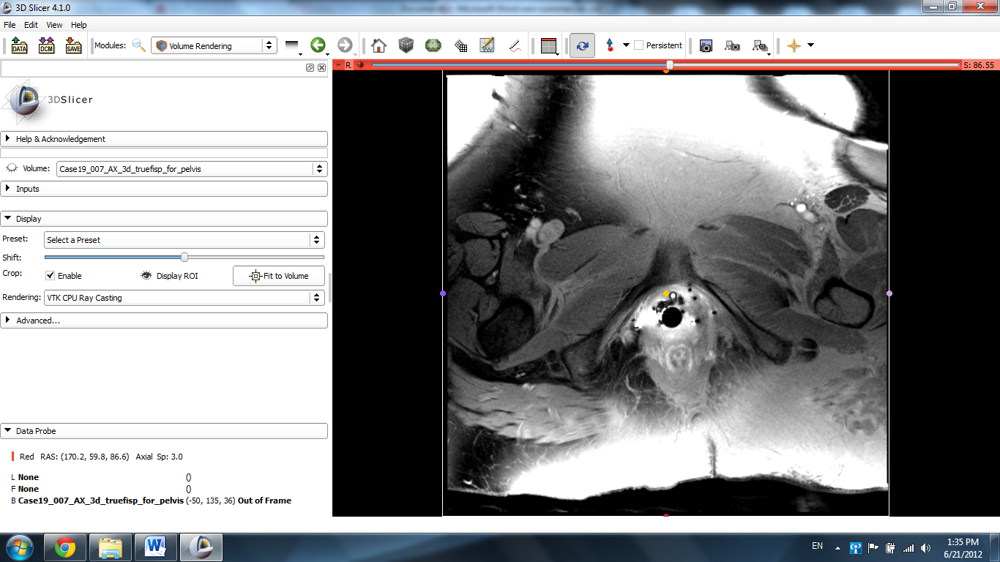 3D Slicer 4.1.0
File Edit View Help
DATA DCM SAVE Modules: Volume Rendering Persistent
R S: 86.55
3DSlicer
Help & Acknowledgement
Volume: Case19_007_AX_3d_truefisp_for_pelvis
Inputs
Display
Preset: Select a Preset
Shift:
Crop: Enable Display ROI Fit to Volume
Rendering: VTK CPU Ray Casting
Advanced...
Data Probe
Red RAS: (170.2, 59.8, 86.6) Axial Sp: 3.0
L None ()
F None ()
B Case19_007_AX_3d_truefisp_for_pelvis (-50, 135, 36) Out of Frame
EN 1:35 PM
6/21/2012